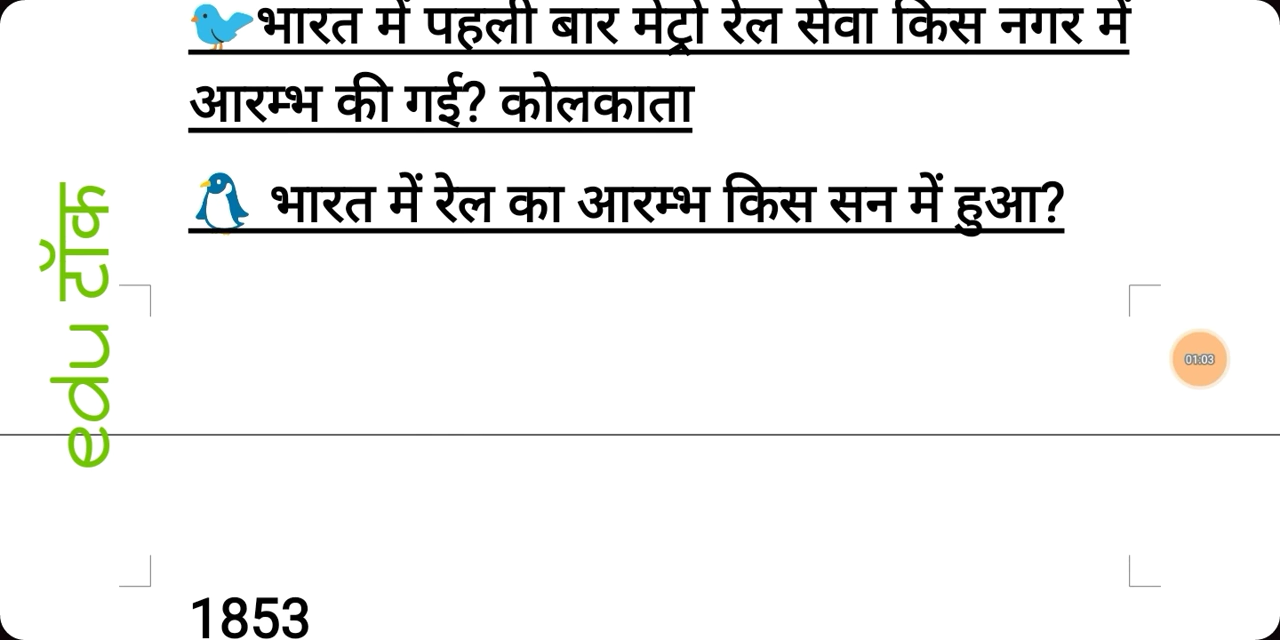 🐦भारत में पहली बार मेट्रो रेल सेवा किस नगर में
आरम्भ की गई? कोलकाता
🐧 भारत में रेल का आरम्भ किस सन में हुआ?
edu टॉक
01:03
1853